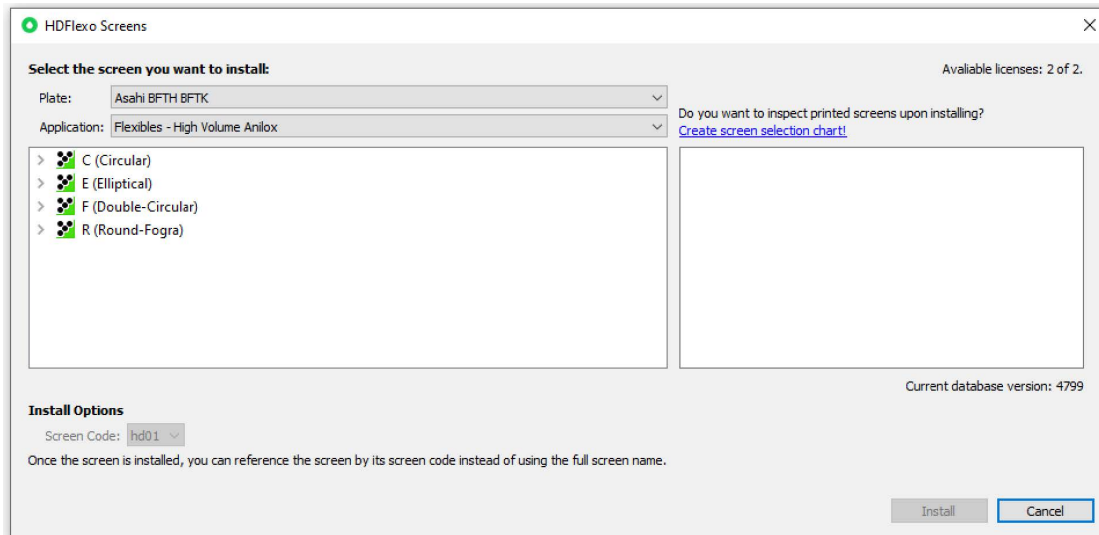 HDFlexo Screens
Select the screen you want to install:
Avaliable licenses: 2 of 2.
Plate: Asahi BFTH BFTK
Application: Flexibles - High Volume Anilox
Do you want to inspect printed screens upon installing?
Create screen selection chart!
C (Circular)
E (Elliptical)
F (Double-Circular)
R (Round-Fogra)
Current database version: 4799
Install Options
Screen Code: hd01
Once the screen is installed, you can reference the screen by its screen code instead of using the full screen name.
Install Cancel